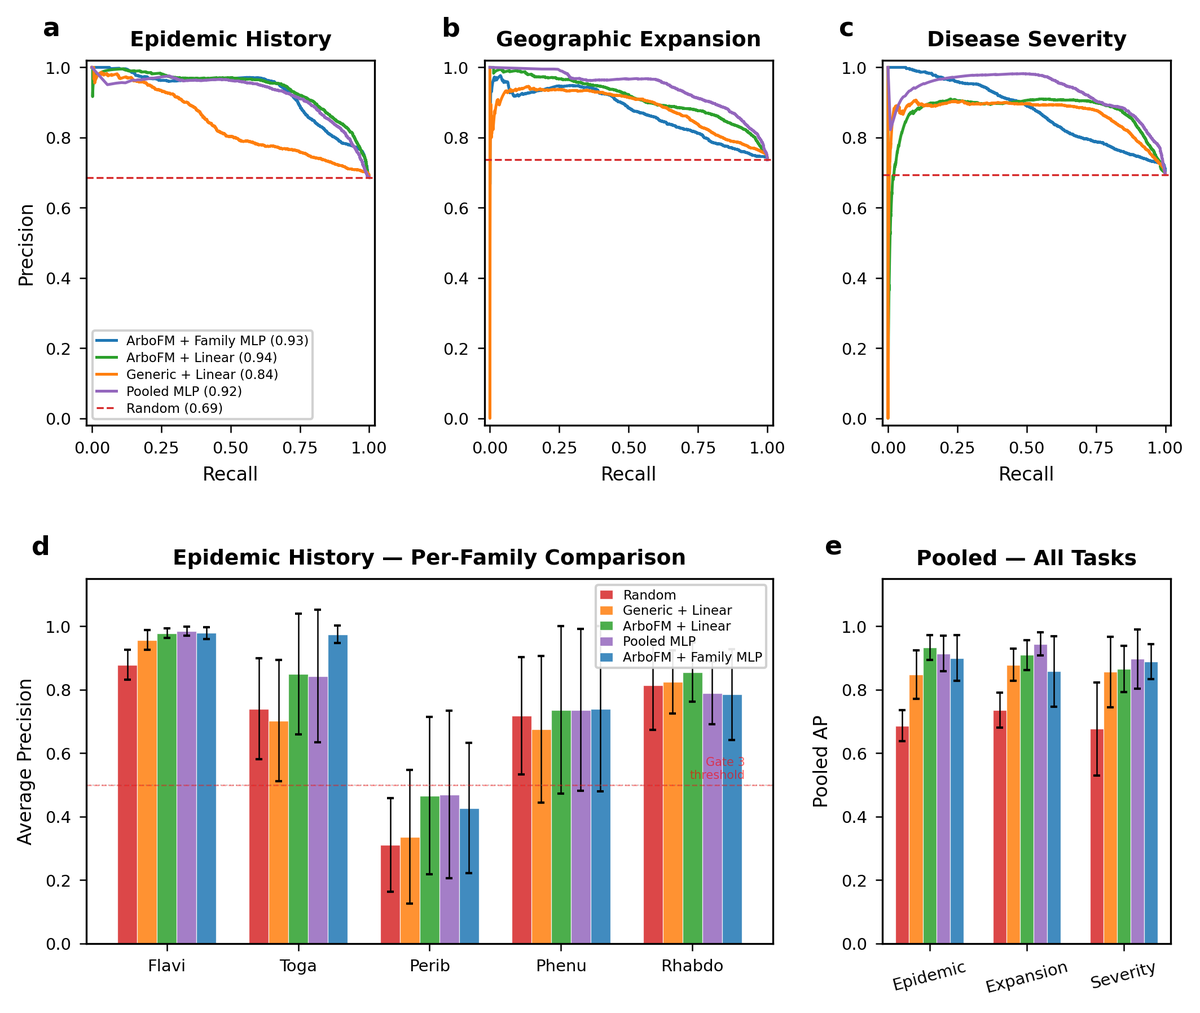 a
Epidemic History
Precision
1.0
0.8
0.6
0.4
0.2
0.0
ArboFM + Family MLP (0.93)
ArboFM + Linear (0.94)
Generic + Linear (0.84)
Pooled MLP (0.92)
Random (0.69)
0.00 0.25 0.50 0.75 1.00
Recall
b
Geographic Expansion
1.0
0.8
0.6
0.4
0.2
0.0
0.00 0.25 0.50 0.75 1.00
Recall
c
Disease Severity
1.0
0.8
0.6
0.4
0.2
0.0
0.00 0.25 0.50 0.75 1.00
Recall
d
Epidemic History — Per-Family Comparison
Average Precision
1.0
0.8
0.6
0.4
0.2
0.0
Random
Generic + Linear
ArboFM + Linear
Pooled MLP
ArboFM + Family MLP
Gate 3
threshold
Flavi Toga Perib Phenu Rhabdo
e
Pooled — All Tasks
Pooled AP
1.0
0.8
0.6
0.4
0.2
0.0
Epidemic Expansion Severity